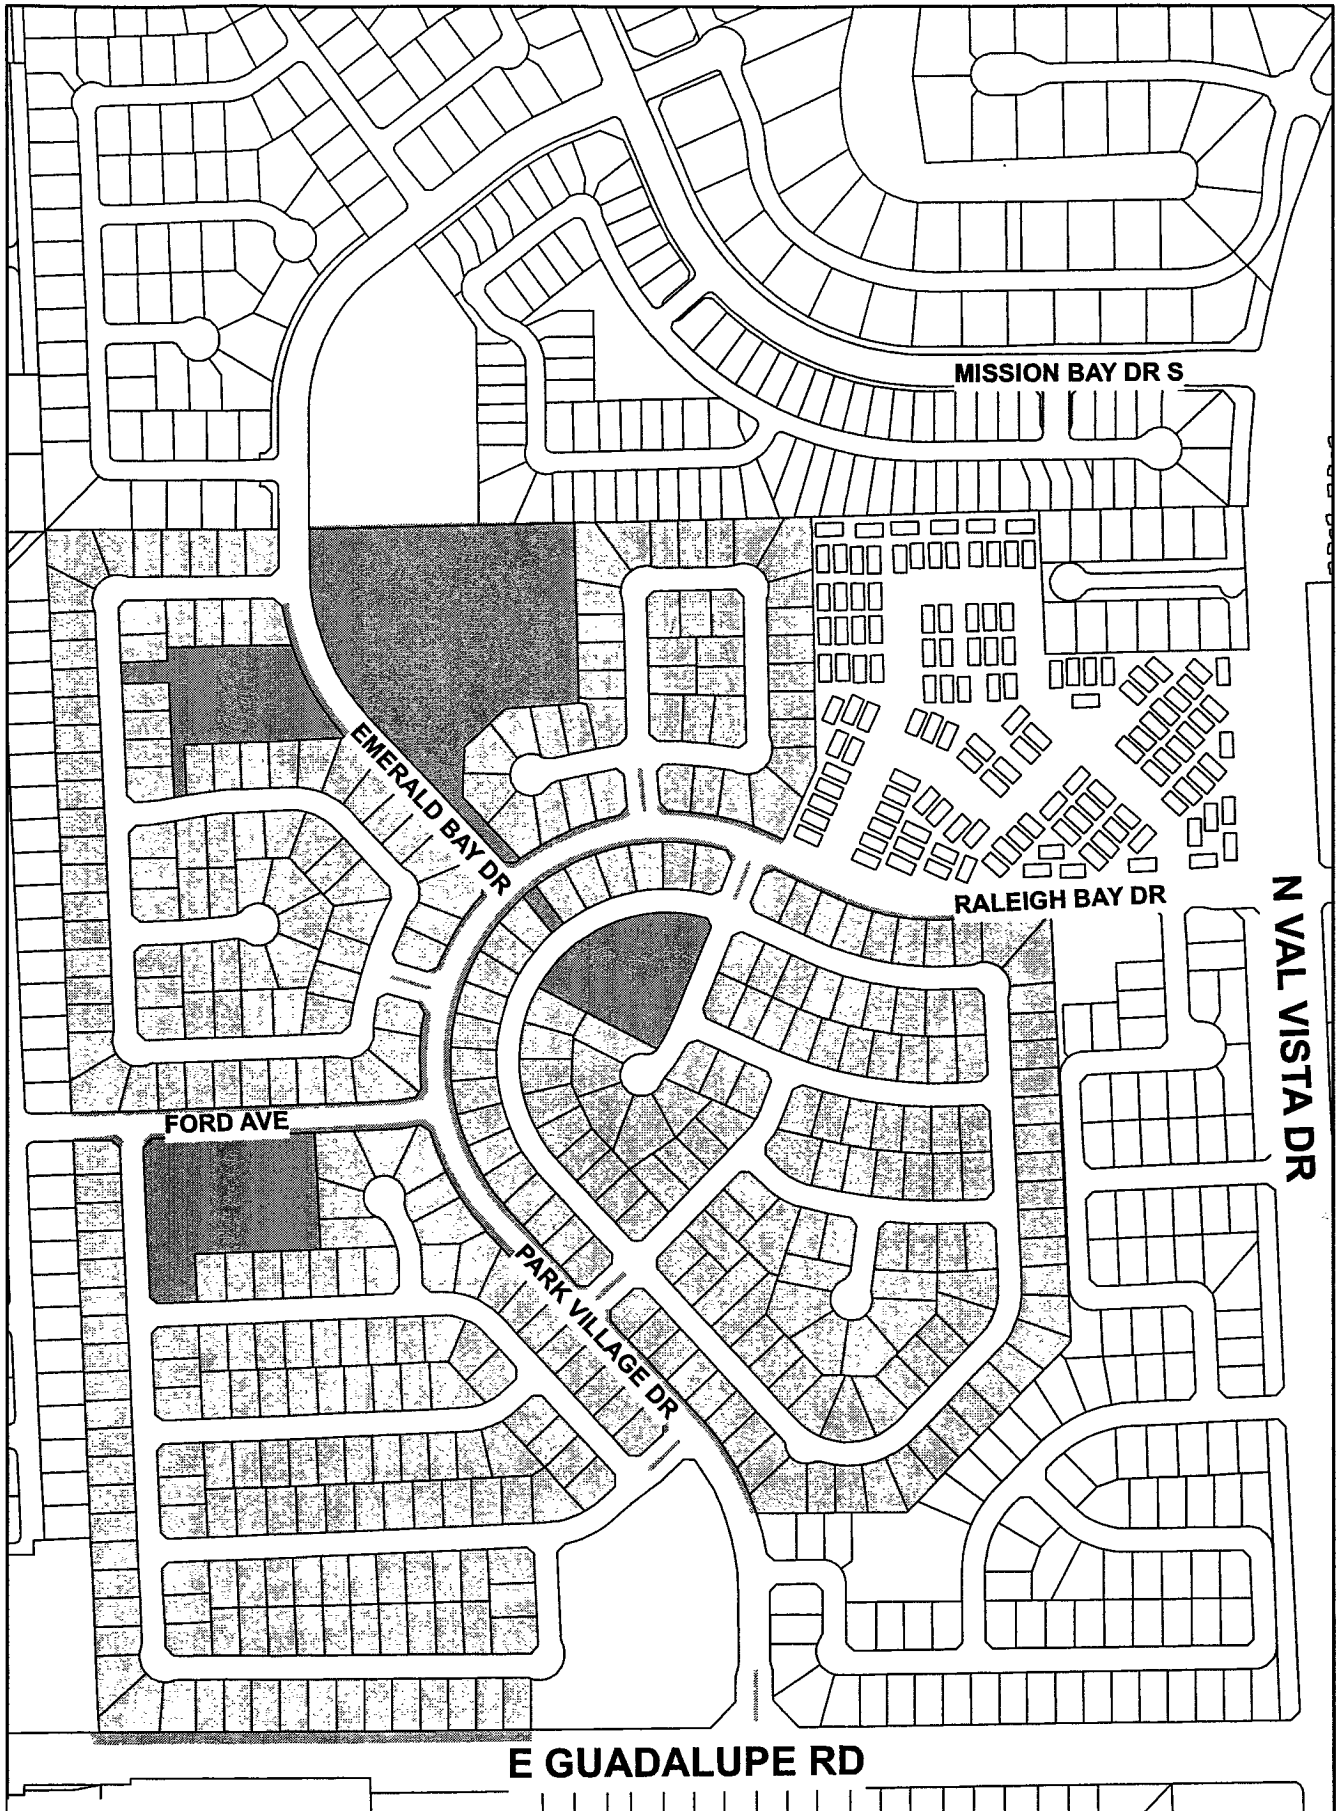 MISSION BAY DR S
EMERALD BAY DR
RALEIGH BAY DR
N VAL VISTA DR
FORD AVE
PARK VILLAGE DR
E GUADALUPE RD